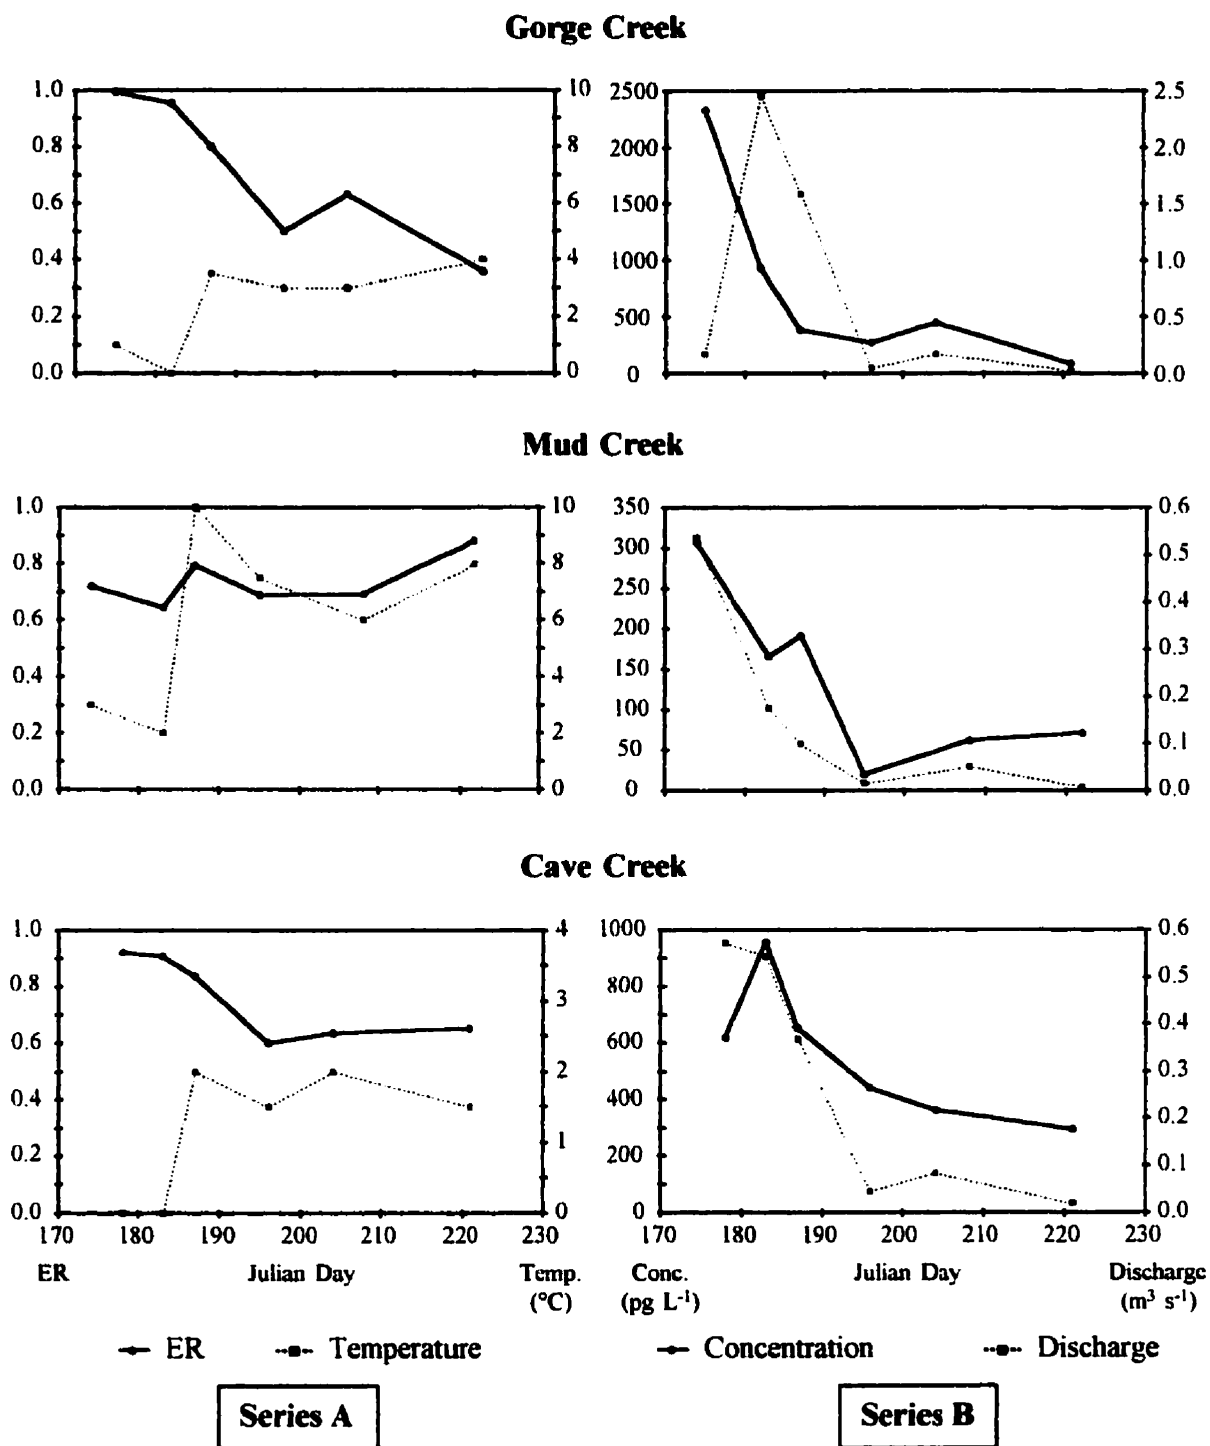 Gorge Creek
1.0 0.8 0.6 0.4 0.2 0.0
10 8 6 4 2 0
2500 2000 1500 1000 500 0
2.5 2.0 1.5 1.0 0.5 0.0
Mud Creek
1.0 0.8 0.6 0.4 0.2 0.0
10 8 6 4 2 0
350 300 250 200 150 100 50 0
0.6 0.5 0.4 0.3 0.2 0.1 0.0
Cave Creek
1.0 0.8 0.6 0.4 0.2 0.0
4 3 2 1 0
1000 800 600 400 200 0
0.6 0.5 0.4 0.3 0.2 0.1 0.0
170 180 190 200 210 220 230
170 180 190 200 210 220 230
ER Julian Day Temp. (°C)
Conc. (pg L⁻¹) Julian Day Discharge (m³ s⁻¹)
ER Temperature
Concentration Discharge
Series A
Series B